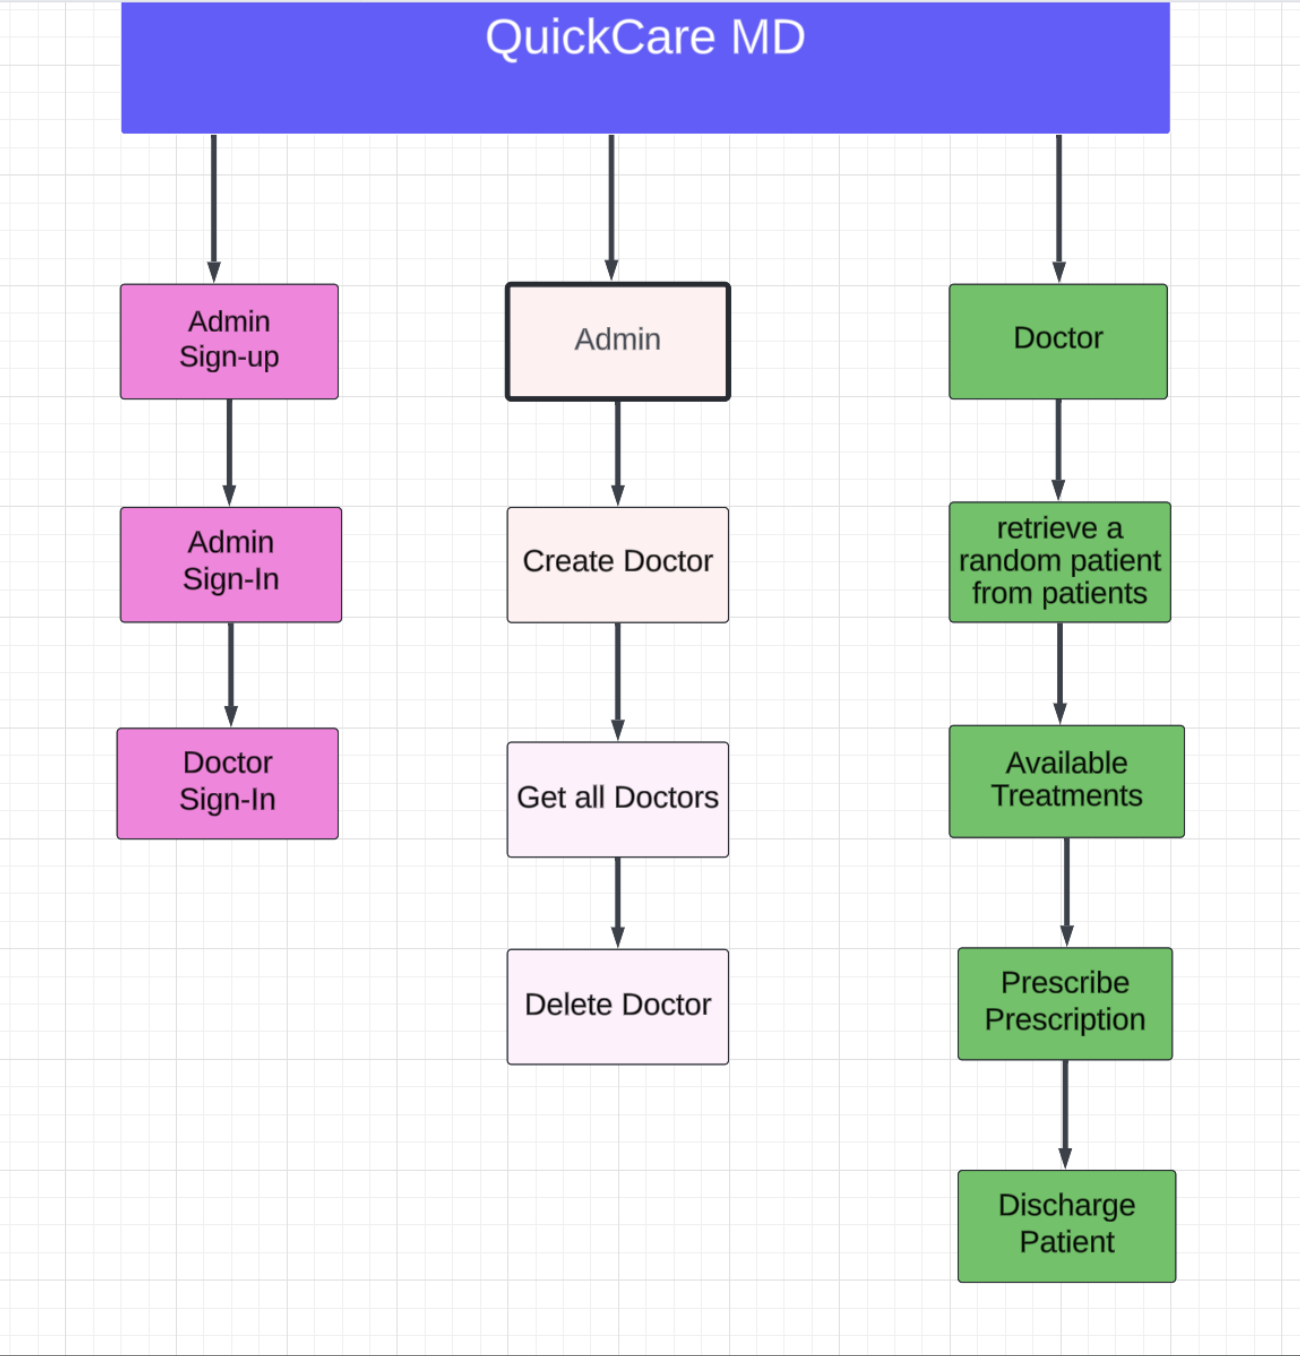 QuickCare MD
Admin
Sign-up
Admin
Sign-In
Doctor
Sign-In
Admin
Create Doctor
Get all Doctors
Delete Doctor
Doctor
retrieve a
random patient
from patients
Available
Treatments
Prescribe
Prescription
Discharge
Patient